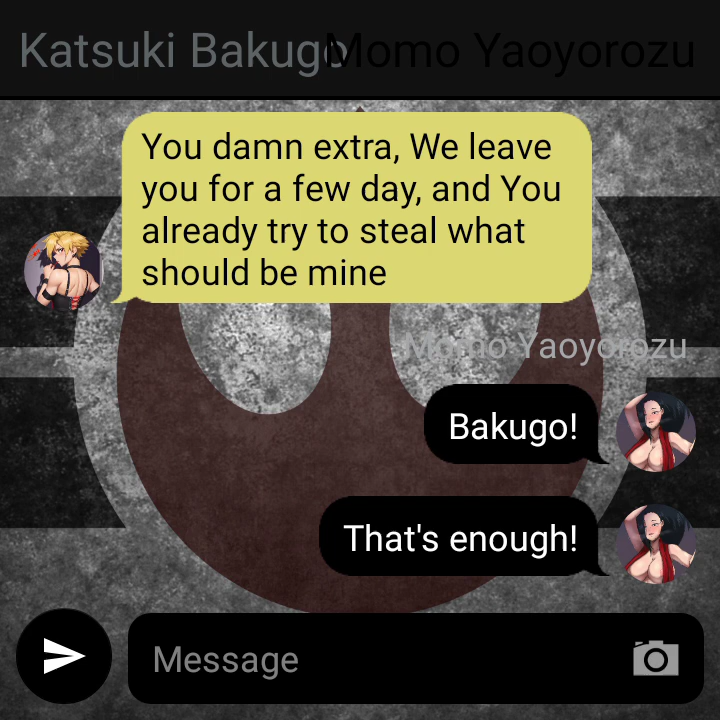 Katsuki Bakugo
Momo Yaoyorozu
You damn extra, We leave
you for a few day, and You
already try to steal what
should be mine
Momo Yaoyorozu
Bakugo!
That's enough!
Message